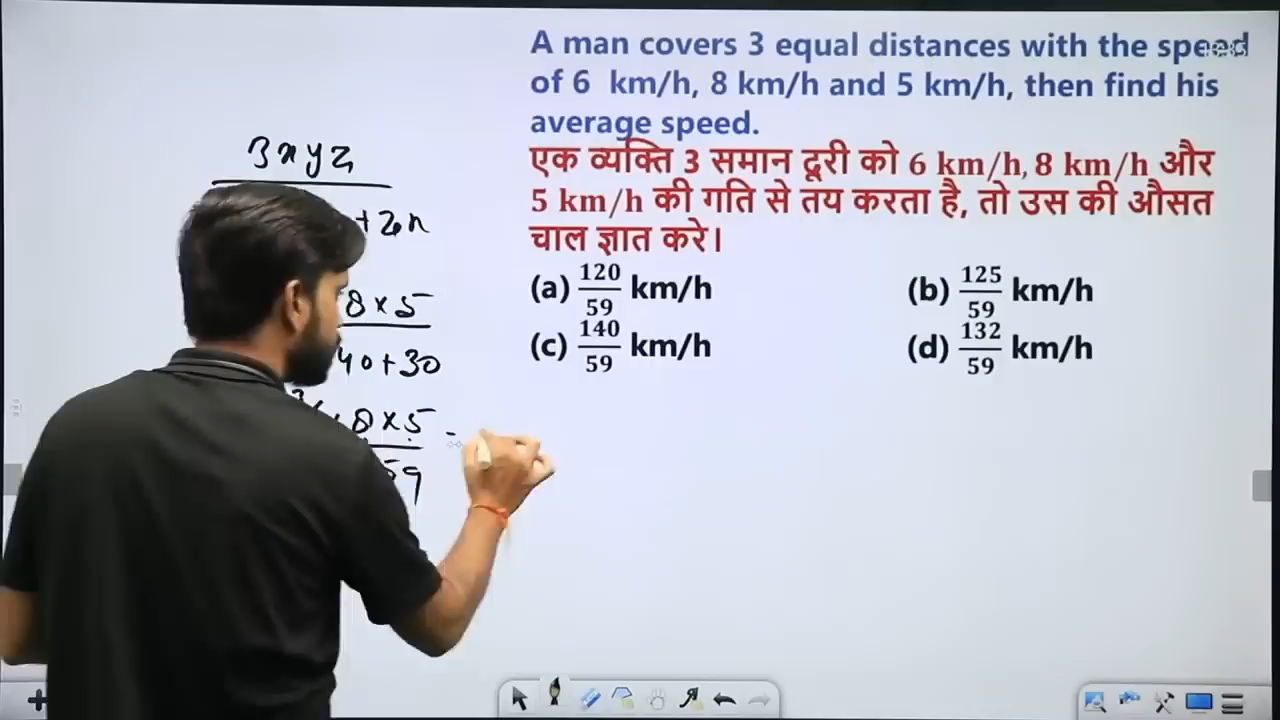 A man covers 3 equal distances with the speed
of 6 km/h, 8 km/h and 5 km/h, then find his
average speed.
एक व्यक्ति 3 समान दूरी को 6 km/h, 8 km/h और
5 km/h की गति से तय करता है, तो उस की औसत
चाल ज्ञात करे।
(a) 120/59 km/h
(b) 125/59 km/h
(c) 140/59 km/h
(d) 132/59 km/h
3xyz
+zx
8×5
40+30
8×5
59